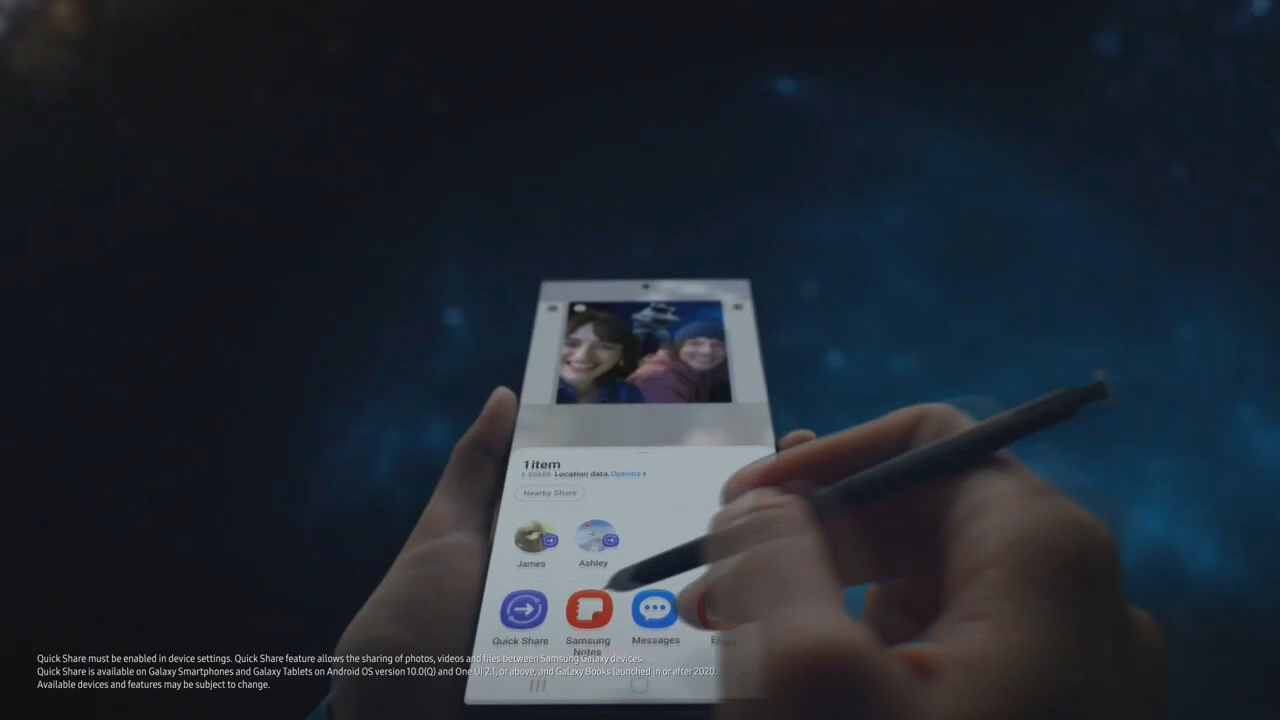 1 item
1.56MB Location data. Options >
Nearby Share
James
Ashley
Quick Share
Samsung Notes
Messages
Email
Quick Share must be enabled in device settings. Quick Share feature allows the sharing of photos, videos and files between Samsung Galaxy devices.
Quick Share is available on Galaxy Smartphones and Galaxy Tablets on Android OS version 10.0(Q) and One UI 2.1, or above, and Galaxy Books launched in or after 2020.
Available devices and features may be subject to change.